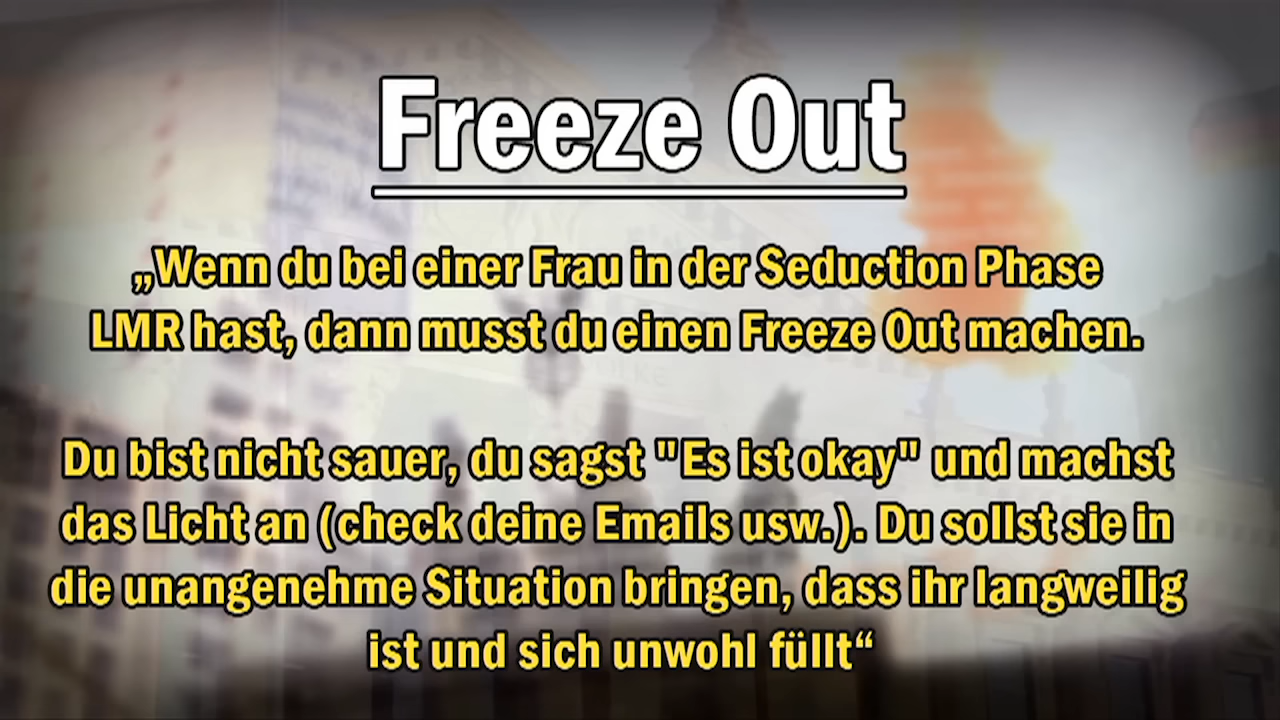 Freeze Out
„Wenn du bei einer Frau in der Seduction Phase
LMR hast, dann musst du einen Freeze Out machen.
Du bist nicht sauer, du sagst "Es ist okay" und machst
das Licht an (check deine Emails usw.). Du sollst sie in
die unangenehme Situation bringen, dass ihr langweilig
ist und sich unwohl füllt“